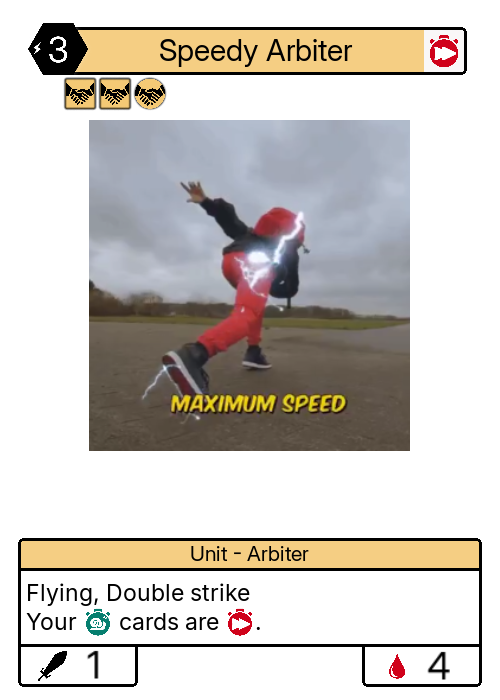 3
Speedy Arbiter
MAXIMUM SPEED
Unit - Arbiter
Flying, Double strike
Your cards are .
1
4